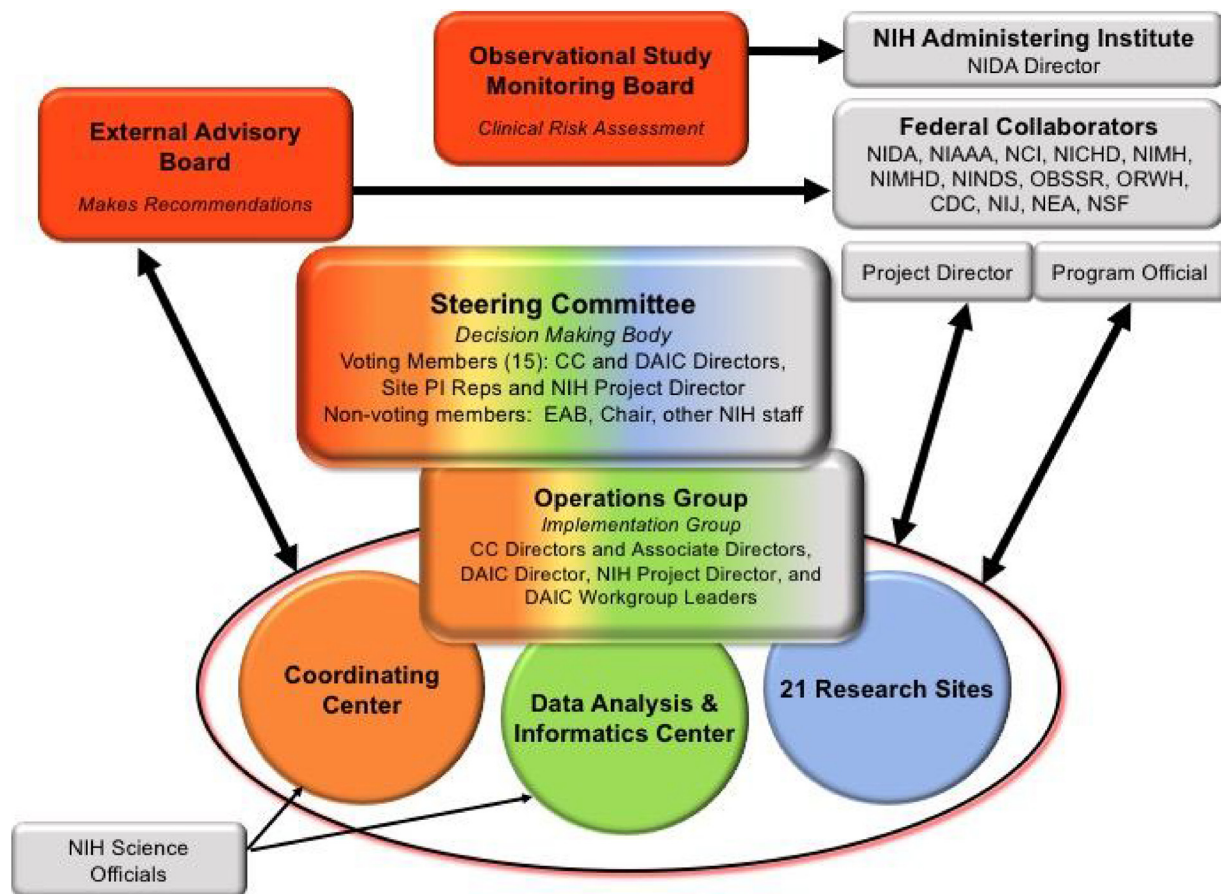 Observational Study
Monitoring Board
Clinical Risk Assessment
NIH Administering Institute
NIDA Director
External Advisory
Board
Makes Recommendations
Federal Collaborators
NIDA, NIAAA, NCI, NICHD, NIMH,
NIMHD, NINDS, OBSSR, ORWH,
CDC, NIJ, NEA, NSF
Project Director
Program Official
Steering Committee
Decision Making Body
Voting Members (15): CC and DAIC Directors,
Site PI Reps and NIH Project Director
Non-voting members: EAB, Chair, other NIH staff
Operations Group
Implementation Group
CC Directors and Associate Directors,
DAIC Director, NIH Project Director, and
DAIC Workgroup Leaders
Coordinating
Center
Data Analysis &
Informatics Center
21 Research Sites
NIH Science
Officials